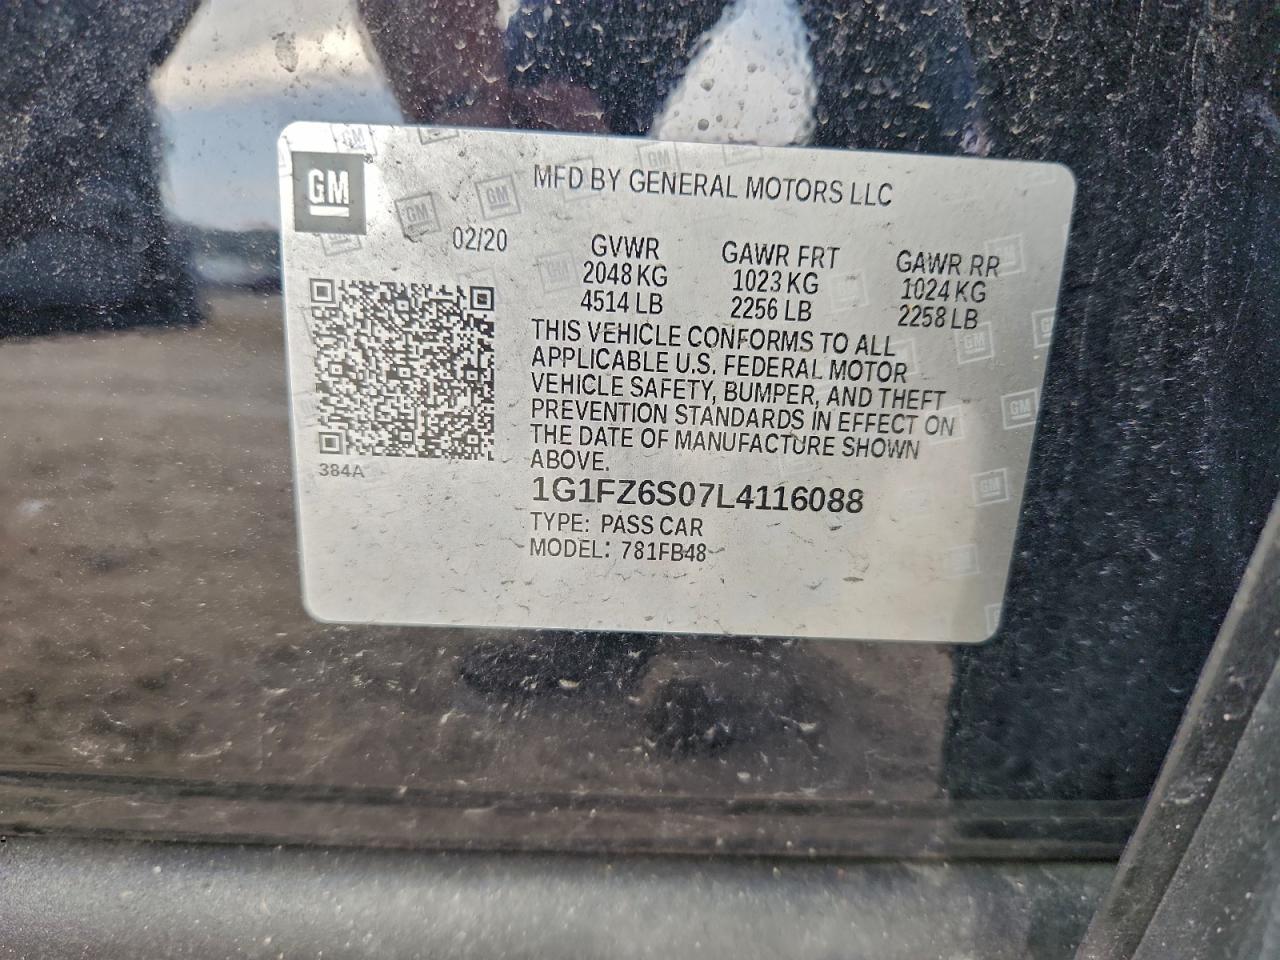 GM
MFD BY GENERAL MOTORS LLC
02/20
GVWR GAWR FRT GAWR RR
2048 KG 1023 KG 1024 KG
4514 LB 2256 LB 2258 LB
THIS VEHICLE CONFORMS TO ALL
APPLICABLE U.S. FEDERAL MOTOR
VEHICLE SAFETY, BUMPER, AND THEFT
PREVENTION STANDARDS IN EFFECT ON
THE DATE OF MANUFACTURE SHOWN
ABOVE.
384A
1G1FZ6S07L4116088
TYPE: PASS CAR
MODEL: 781FB48